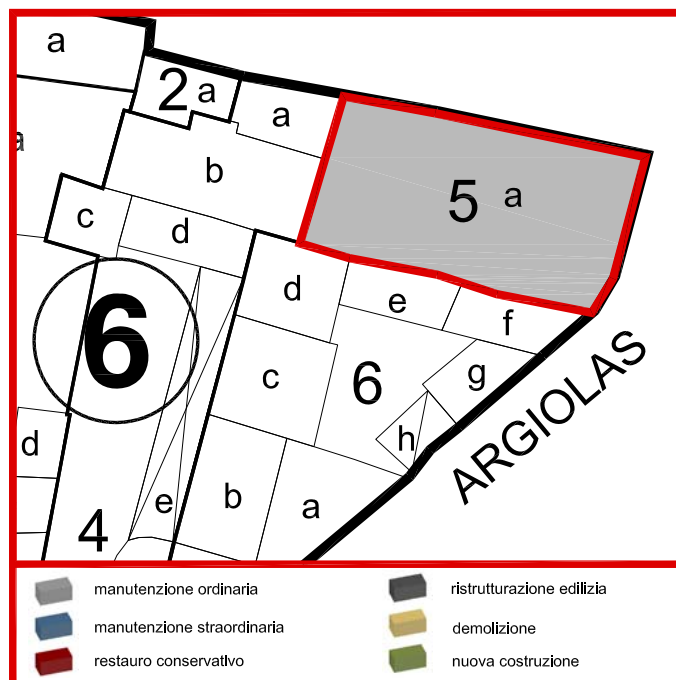 a
2 a
a
a
b
5 a
c
d
d
e
f
6
c
6
g
h
ARGIOLAS
d
b
a
e
4
manutenzione ordinaria
ristrutturazione edilizia
manutenzione straordinaria
demolizione
restauro conservativo
nuova costruzione